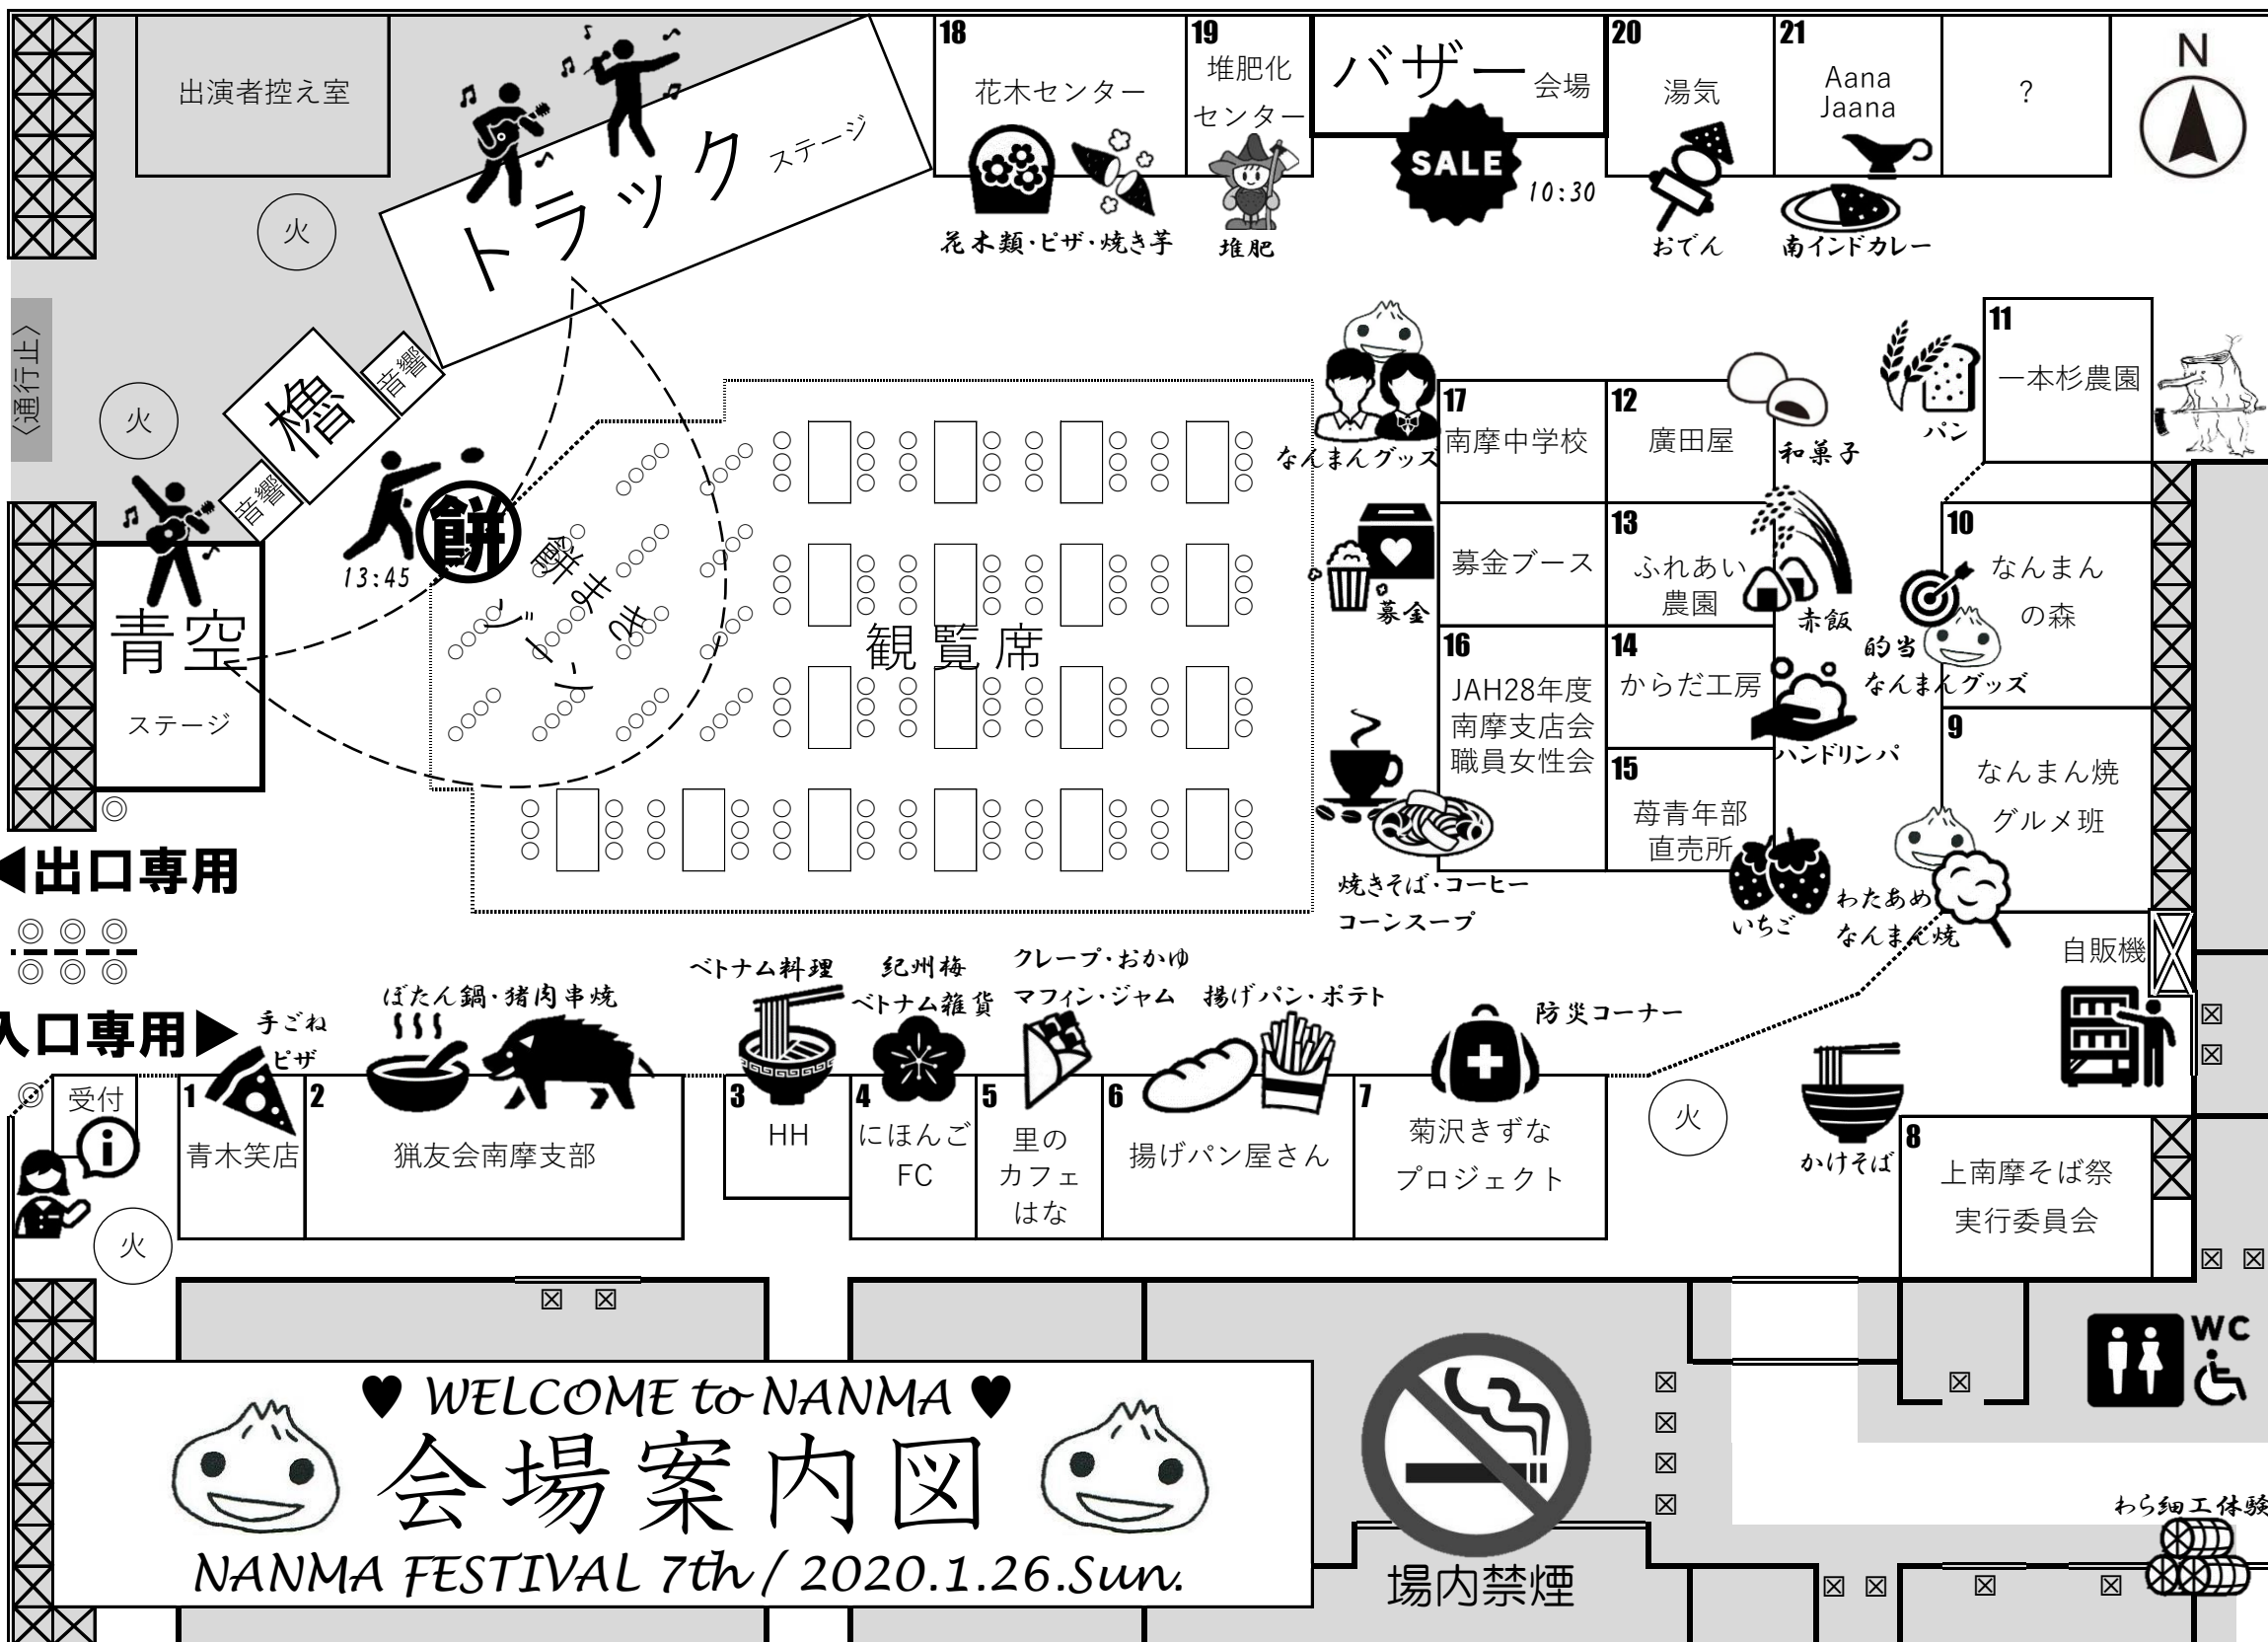 出演者控え室
火
トラック ステージ
18
花木センター
花木類・ピザ・焼き芋
19
堆肥化
センター
堆肥
バザー 会場
SALE
10:30
20
湯気
おでん
21
Aana
Jaana
南インドカレー
?
N
〈通行止〉
火
櫓
音響
音響
餅
13:45
餅まきゾーン
青空
ステージ
観覧席
なんまんグッズ
17
南摩中学校
12
廣田屋
和菓子
パン
11
一本杉農園
募金ブース
募金
13
ふれあい
農園
赤飯
10
なんまん
の森
的当
なんまんグッズ
16
JAH28年度
南摩支店会
職員女性会
焼きそば・コーヒー
コーンスープ
14
からだ工房
ハンドリンパ
15
苺青年部
直売所
いちご
9
なんまん焼
グルメ班
わたあめ
なんまん焼
自販機
◀出口専用
入口専用▶
受付
i
火
手ごね
ピザ
1
青木笑店
ぼたん鍋・猪肉串焼
2
猟友会南摩支部
ベトナム料理
3
HH
紀州梅
ベトナム雑貨
4
にほんご
FC
クレープ・おかゆ
マフィン・ジャム
5
里の
カフェ
はな
揚げパン・ポテト
6
揚げパン屋さん
防災コーナー
7
菊沢きずな
プロジェクト
火
かけそば
8
上南摩そば祭
実行委員会
♥ WELCOME to NANMA ♥
会場案内図
NANMA FESTIVAL 7th / 2020.1.26.Sun.
場内禁煙
WC
わら細工体験